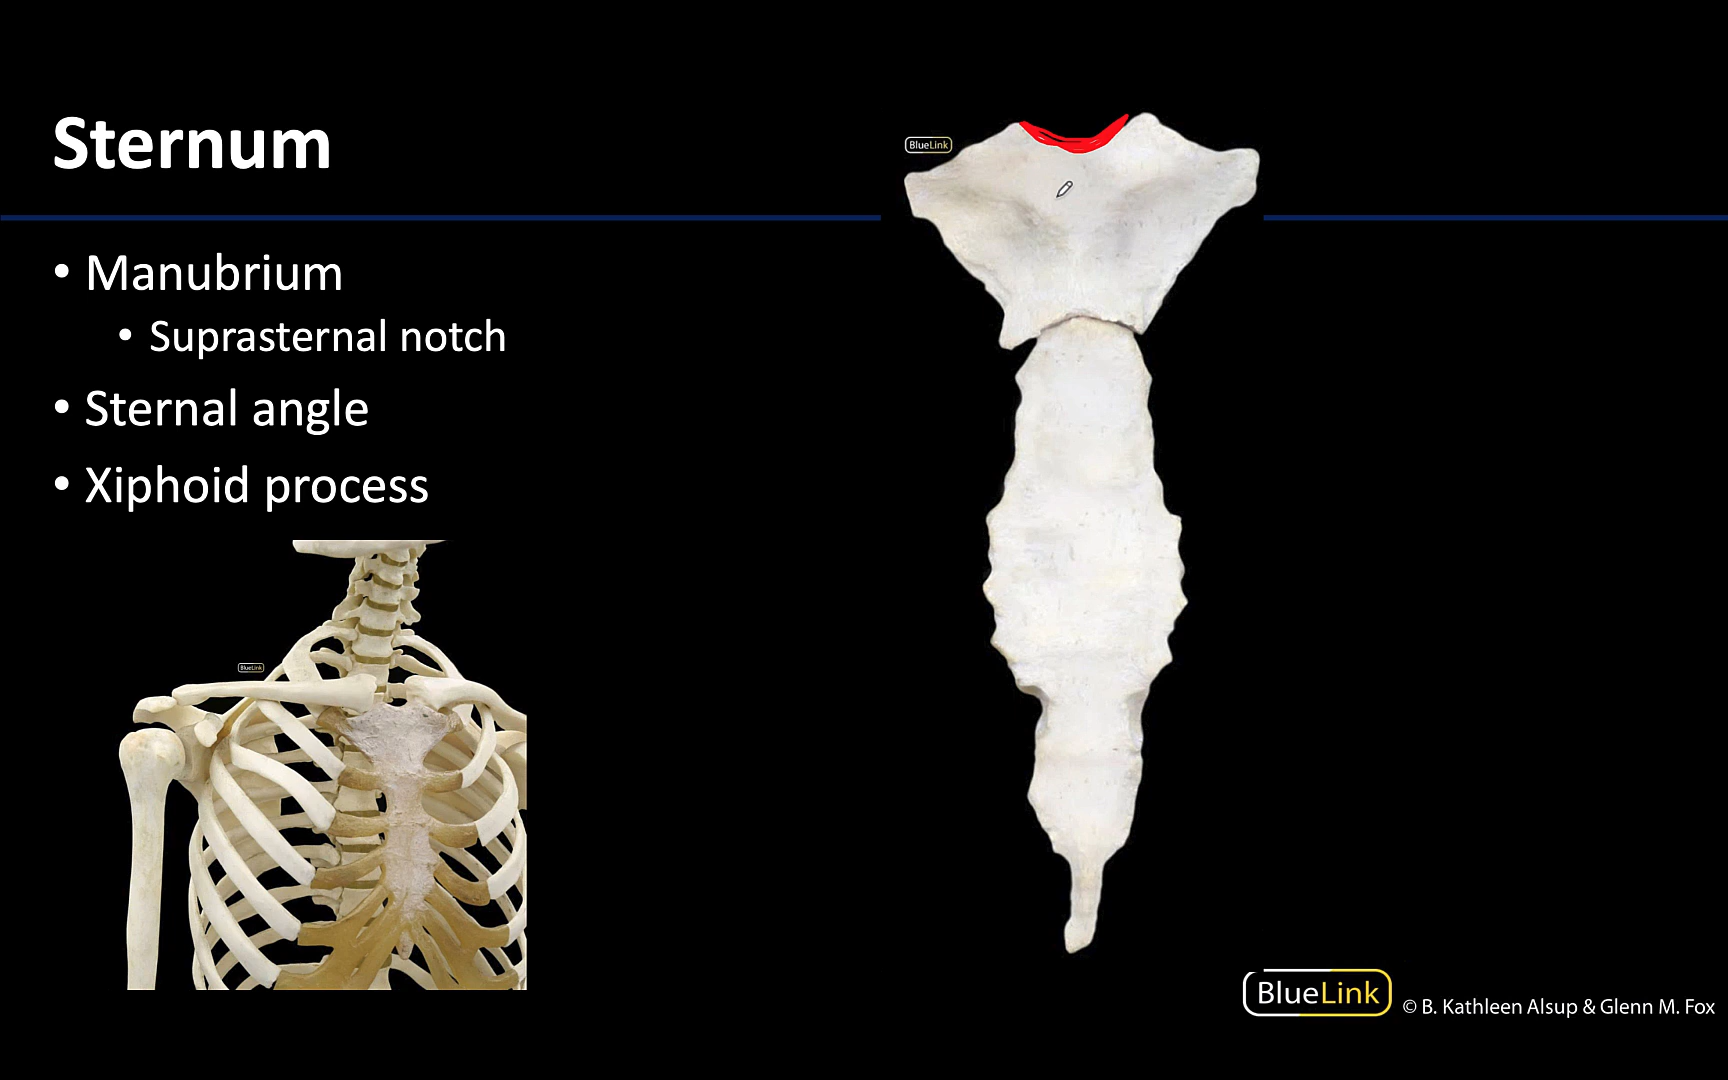 Sternum
BlueLink
• Manubrium
• Suprasternal notch
• Sternal angle
• Xiphoid process
BlueLink
BlueLink
© B. Kathleen Alsup & Glenn M. Fox